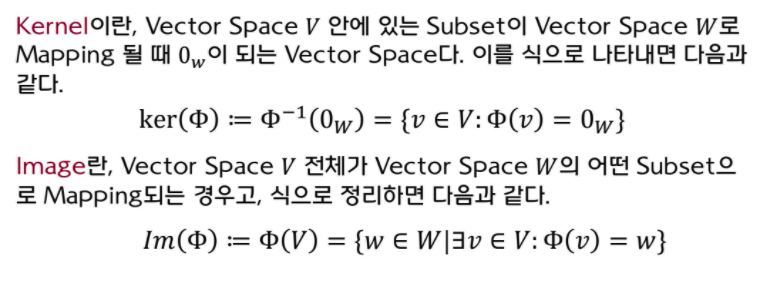 Kernel이란, Vector Space 𝑉 안에 있는 Subset이 Vector Space 𝑊로
Mapping 될 때 0𝑤이 되는 Vector Space다. 이를 식으로 나타내면 다음과
같다.
ker(Φ) ≔ Φ⁻¹(0𝑊) = {𝑣 ∈ 𝑉: Φ(𝑣) = 0𝑊}
Image란, Vector Space 𝑉 전체가 Vector Space 𝑊의 어떤 Subset으
로 Mapping되는 경우고, 식으로 정리하면 다음과 같다.
𝐼𝑚(Φ) ≔ Φ(𝑉) = {𝑤 ∈ 𝑊|∃𝑣 ∈ 𝑉: Φ(𝑣) = 𝑤}